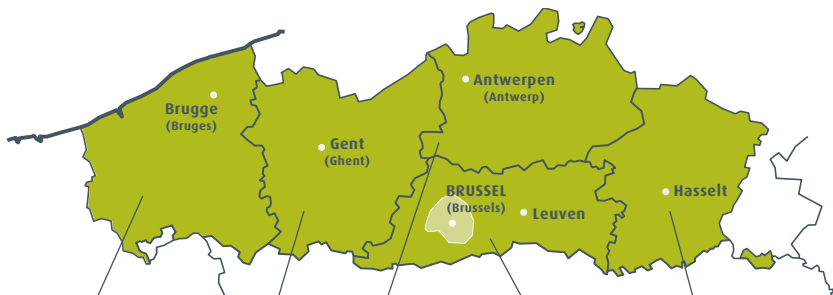 Brugge
(Bruges)
Gent
(Ghent)
Antwerpen
(Antwerp)
BRUSSEL
(Brussels)
Leuven
Hasselt